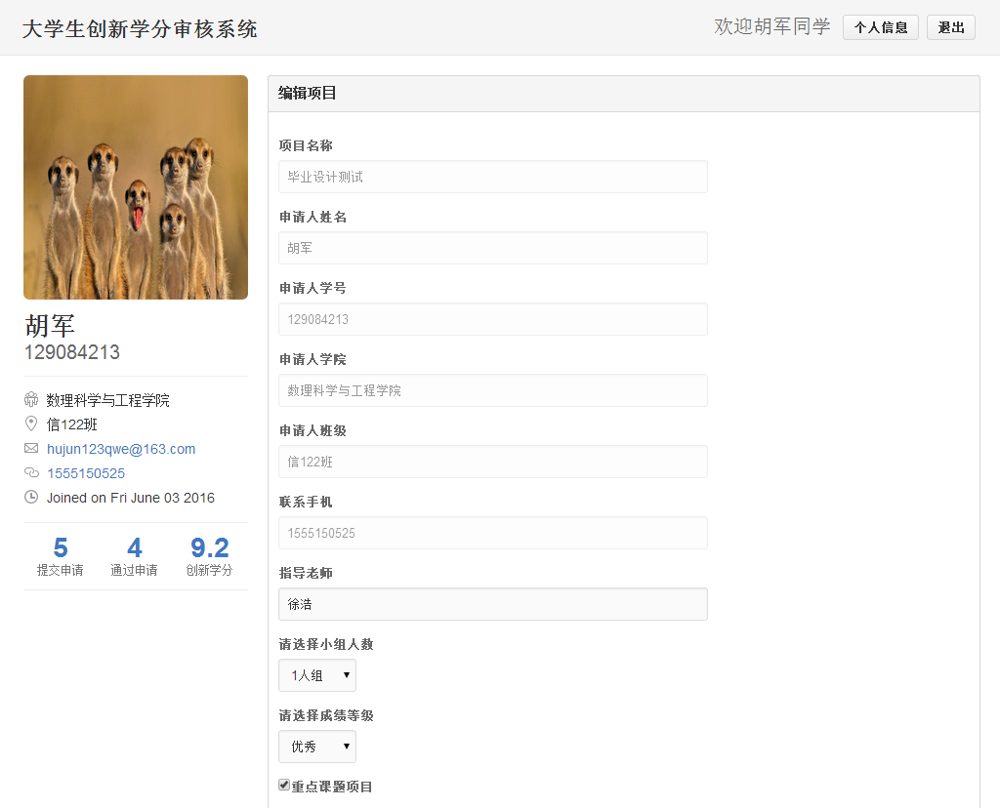 大学生创新学分审核系统
欢迎胡军同学
个人信息
退出
胡军
129084213
数理科学与工程学院
信122班
hujun123qwe@163.com
1555150525
Joined on Fri June 03 2016
5
4
9.2
提交申请
通过申请
创新学分
编辑项目
项目名称
毕业设计测试
申请人姓名
胡军
申请人学号
129084213
申请人学院
数理科学与工程学院
申请人班级
信122班
联系手机
1555150525
指导老师
徐浩
请选择小组人数
1人组
请选择成绩等级
优秀
重点课题项目